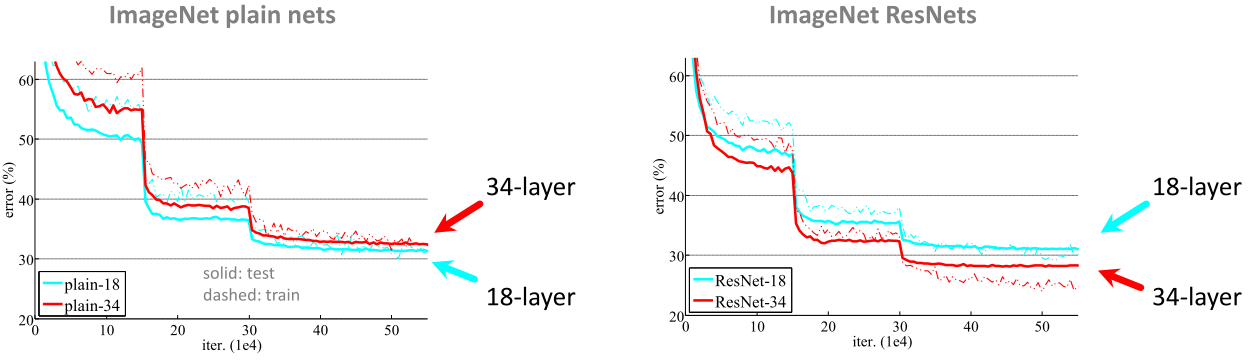 ImageNet plain nets
60
50
40
30
20
error (%)
0
10
20
30
40
50
iter. (1e4)
plain-18
plain-34
solid: test
dashed: train
34-layer
18-layer
ImageNet ResNets
60
50
40
30
20
error (%)
0
10
20
30
40
50
iter. (1e4)
ResNet-18
ResNet-34
18-layer
34-layer